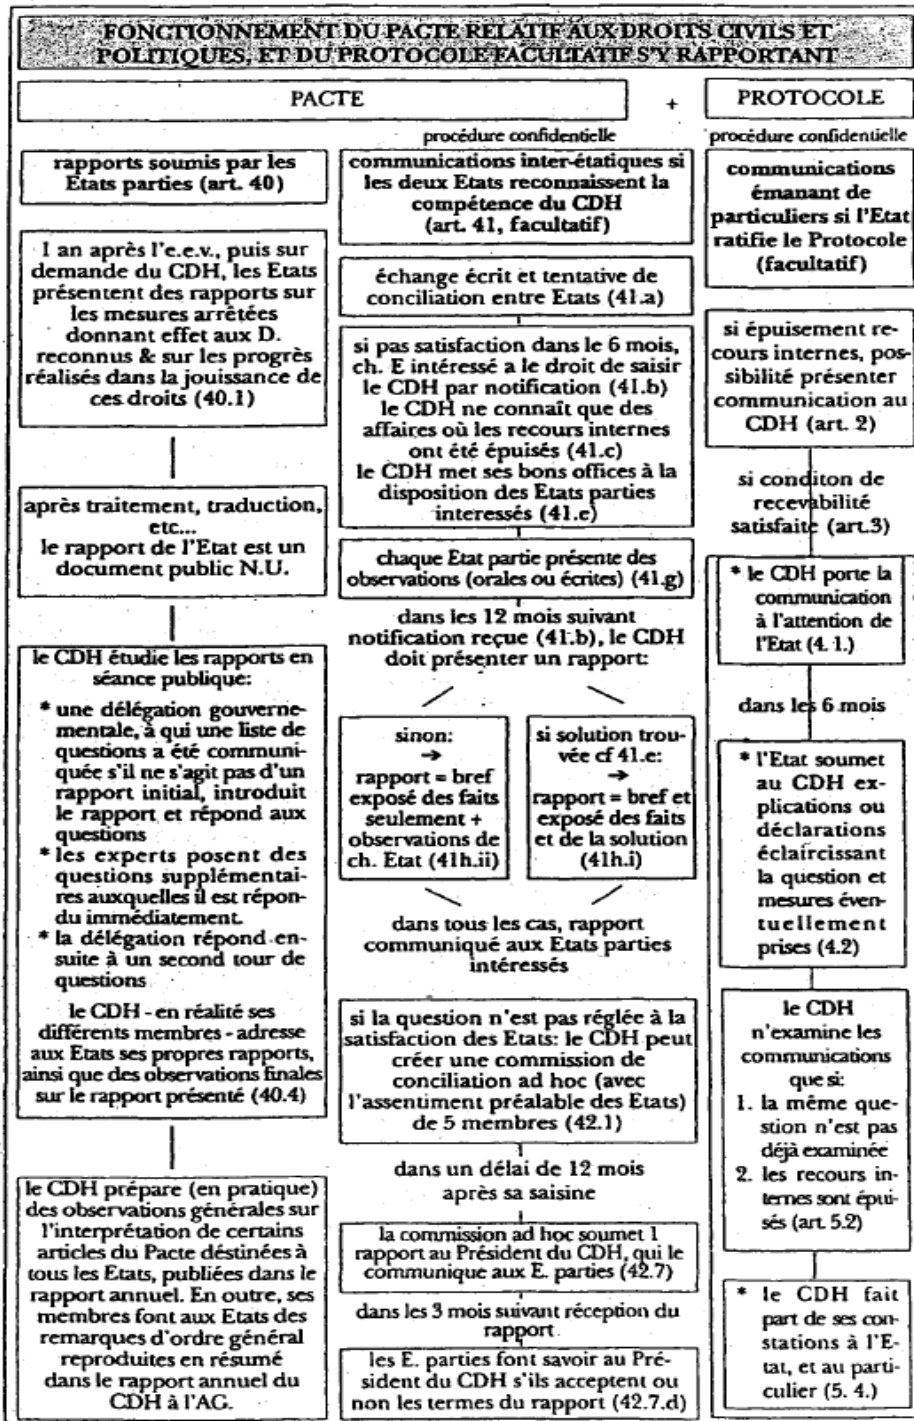 FONCTIONNEMENT DU PACTE RELATIF AUX DROITS CIVILS ET
POLITIQUES, ET DU PROTOCOLE FACULTATIF S'Y RAPPORTANT
PACTE
+
PROTOCOLE
rapports soumis par les
Etats parties (art. 40)
1 an après l'e.e.v., puis sur
demande du CDH, les Etats
présentent des rapports sur
les mesures arrêtées
donnant effet aux D.
reconnus & sur les progrès
réalisés dans la jouissance de
ces droits (40.1)
après traitement, traduction,
etc...
le rapport de l'Etat est un
document public N.U.
le CDH étudie les rapports en
séance publique:
* une délégation gouverne-
mentale, à qui une liste de
questions a été communi-
quée s'il ne s'agit pas d'un
rapport initial, introduit
le rapport et répond aux
questions
* les experts posent des
questions supplémentai-
res auxquelles il est répon-
du immédiatement.
* la délégation répond en-
suite à un second tour de
questions
le CDH - en réalité ses
différents membres - adresse
aux Etats ses propres rapports,
ainsi que des observations finales
sur le rapport présenté (40.4)
le CDH prépare (en pratique)
des observations générales sur
l'interprétation de certains
articles du Pacte déstinées à
tous les Etats, publiées dans le
rapport annuel. En outre, ses
membres font aux Etats des
remarques d'ordre général
reproduites en résumé
dans le rapport annuel du
CDH à l'AG.
procédure confidentielle
communications inter-étatiques si
les deux Etats reconnaissent la
compétence du CDH
(art. 41, facultatif)
échange écrit et tentative de
conciliation entre Etats (41.a)
si pas satisfaction dans le 6 mois,
ch. E intéressé a le droit de saisir
le CDH par notification (41.b)
le CDH ne connaît que des
affaires où les recours internes
ont été épuisés (41.c)
le CDH met ses bons offices à la
disposition des Etats parties
interessés (41.e)
chaque Etat partie présente des
observations (orales ou écrites) (41.g)
dans les 12 mois suivant
notification reçue (41.b), le CDH
doit présenter un rapport:
sinon:
→
rapport = bref
exposé des faits
seulement +
observations de
ch. Etat (41h.ii)
si solution trou-
vée cf 41.e:
→
rapport = bref et
exposé des faits
et de la solution
(41h.i)
dans tous les cas, rapport
communiqué aux Etats parties
intéressés
si la question n'est pas réglée à la
satisfaction des Etats: le CDH peut
créer une commission de
conciliation ad hoc (avec
l'assentiment préalable des Etats)
de 5 membres (42.1)
dans un délai de 12 mois
après sa saisine
la commission ad hoc soumet 1
rapport au Président du CDH, qui le
communique aux E. parties (42.7)
dans les 3 mois suivant réception du
rapport
les E. parties font savoir au Pré-
sident du CDH s'ils acceptent ou
non les termes du rapport (42.7.d)
procédure confidentielle
communications
émanant de
particuliers si l'Etat
ratifie le Protocole
(facultatif)
si épuisement re-
cours internes, pos-
sibilité présenter
communication au
CDH (art. 2)
si conditon de
recevabilité
satisfaite (art.3)
* le CDH porte la
communication
à l'attention de
l'Etat (4. 1.)
dans les 6 mois
* l'Etat soumet
au CDH ex-
plications ou
déclarations
éclaircissant
la question et
mesures éven-
tuellement
prises (4.2)
le CDH
n'examine les
communications
que si:
1. la même que-
stion n'est pas
déjà examinée
2. les recours in-
ternes sont épui-
sés (art. 5.2)
* le CDH fait
part de ses con-
stations à l'E-
tat, et au parti-
culier (5. 4.)